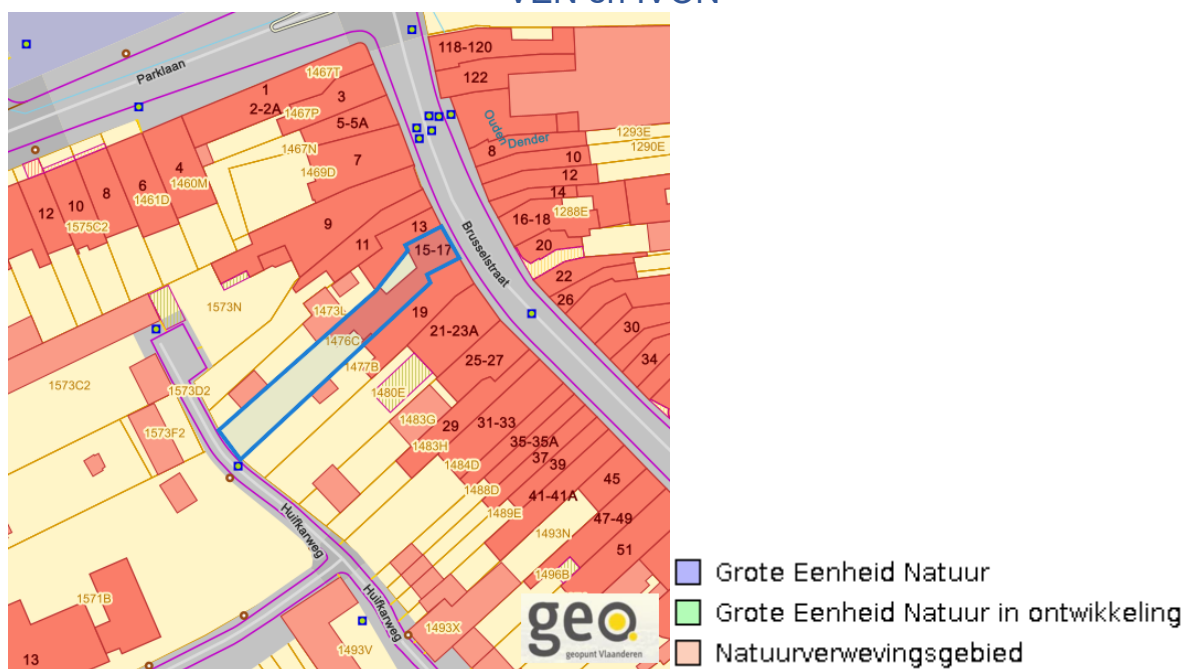 VEN en IVON
118-120
122
Parklaan
1467T
1
3
2-2A
1467P
5-5A
1467N
7
1469D
Ouden Dender
8
10
1293E
1290E
12
14
16-18
1288E
20
22
26
30
34
4
1460M
6
1461D
8
10
12
1575C2
9
11
13
15-17
Brusselstraat
1573N
1473L
1476C
19
21-23A
25-27
1477B
1480E
1573C2
1573D2
1573F2
1483G
29
31-33
35-35A
37
39
1483H
1484D
1488D
41-41A
45
1489E
47-49
1493N
51
1496B
Huifkarweg
Huifkarweg
1571B
13
1493X
1493V
geo.
geopunt Vlaanderen
Grote Eenheid Natuur
Grote Eenheid Natuur in ontwikkeling
Natuurverwevingsgebied